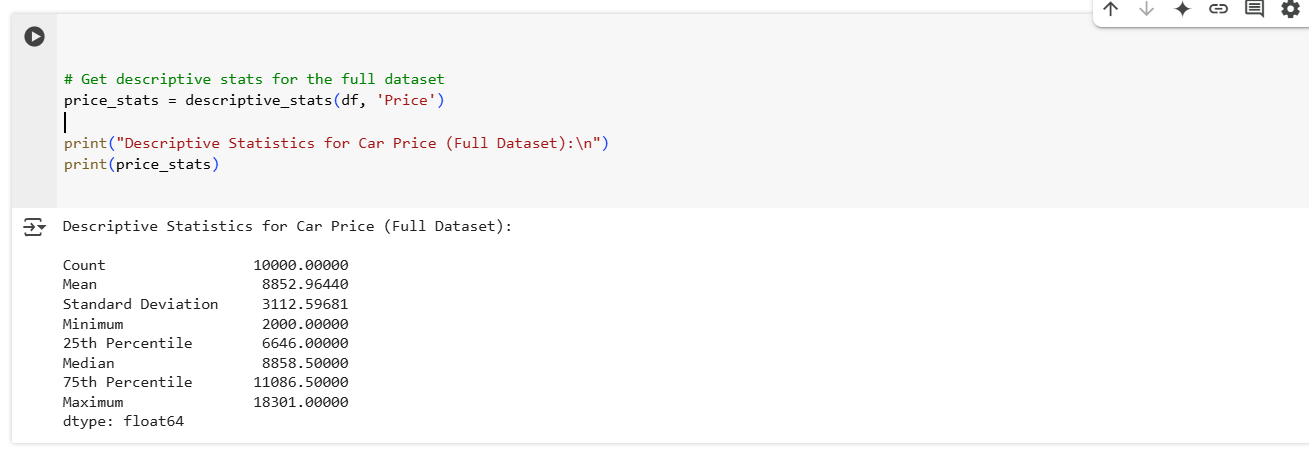 # Get descriptive stats for the full dataset
price_stats = descriptive_stats(df, 'Price')
print("Descriptive Statistics for Car Price (Full Dataset):\n")
print(price_stats)
Descriptive Statistics for Car Price (Full Dataset):
Count 10000.00000
Mean 8852.96440
Standard Deviation 3112.59681
Minimum 2000.00000
25th Percentile 6646.00000
Median 8858.50000
75th Percentile 11086.50000
Maximum 18301.00000
dtype: float64